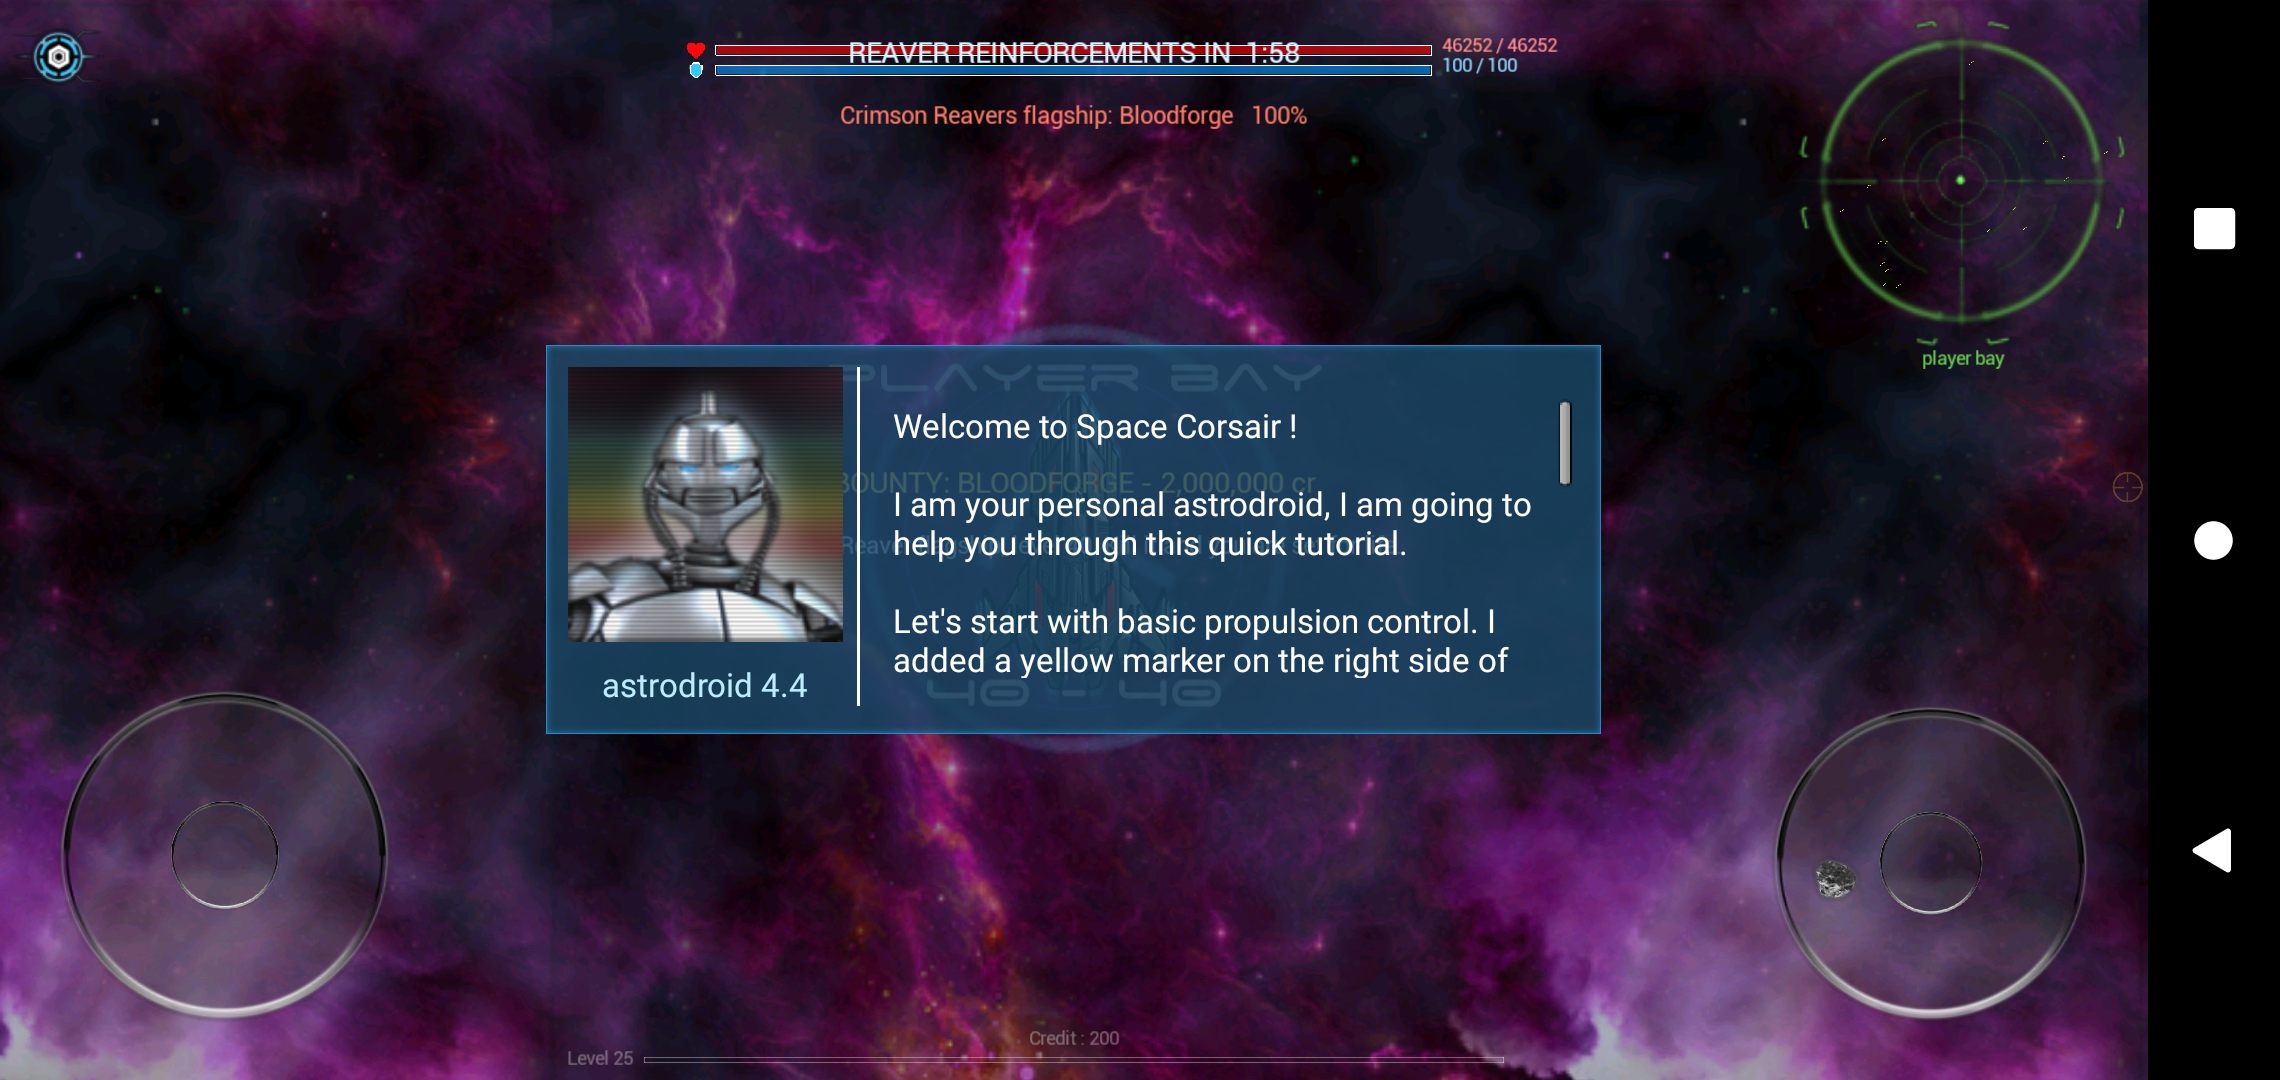 REAVER REINFORCEMENTS IN 1:58
46252 / 46252
100 / 100
Crimson Reavers flagship: Bloodforge 100%
player bay
PLAYER BAY
Welcome to Space Corsair !
BOUNTY: BLOODFORGE - 2,000,000 cr
I am your personal astrodroid, I am going to
help you through this quick tutorial.
Let's start with basic propulsion control. I
added a yellow marker on the right side of
astrodroid 4.4
40 - 40
Credit : 200
Level 25